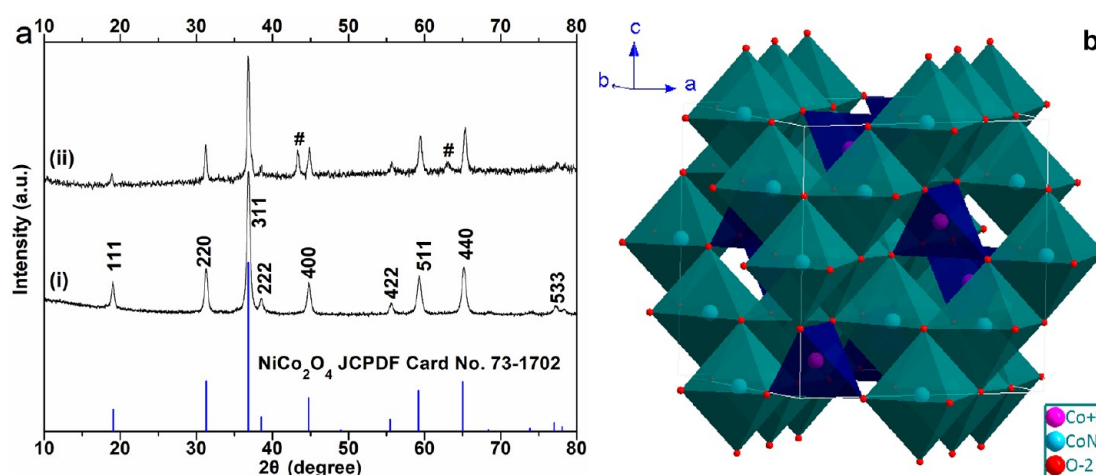 a
10 20 30 40 50 60 70 80
(ii)
#
#
(i)
111
220
311
222
400
422
511
440
533
NiCo₂O₄ JCPDF Card No. 73-1702
10 20 30 40 50 60 70 80
2θ (degree)
Intensity (a.u.)
b
c
b
a
Co+
CoN
O-2